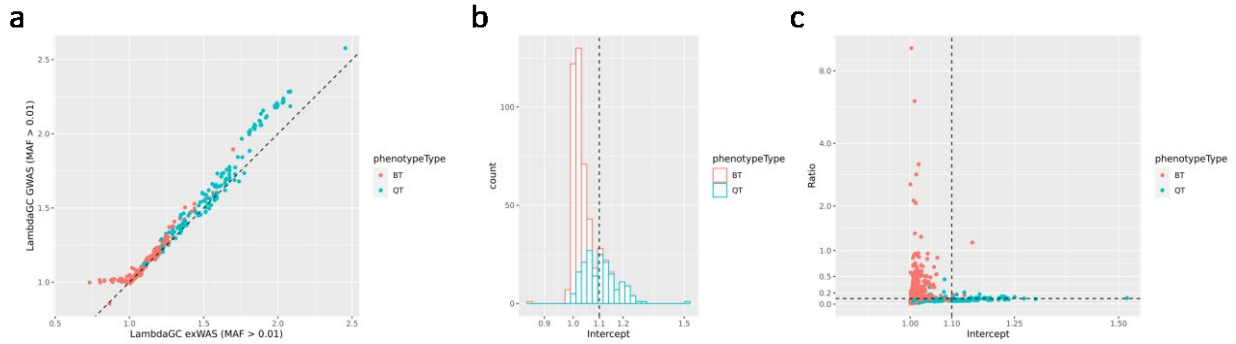 a
LambdaGC GWAS (MAF > 0.01)
2.5
2.0
1.5
1.0
0.5
1.0
1.5
2.0
2.5
LambdaGC exWAS (MAF > 0.01)
phenotypeType
BT
QT
b
count
100
50
0
0.9
1.0
1.1
1.2
1.5
Intercept
phenotypeType
BT
QT
c
Ratio
8.0
4.0
2.0
1.0
0.5
0.2
0.0
1.00
1.10
1.25
1.50
Intercept
phenotypeType
BT
QT